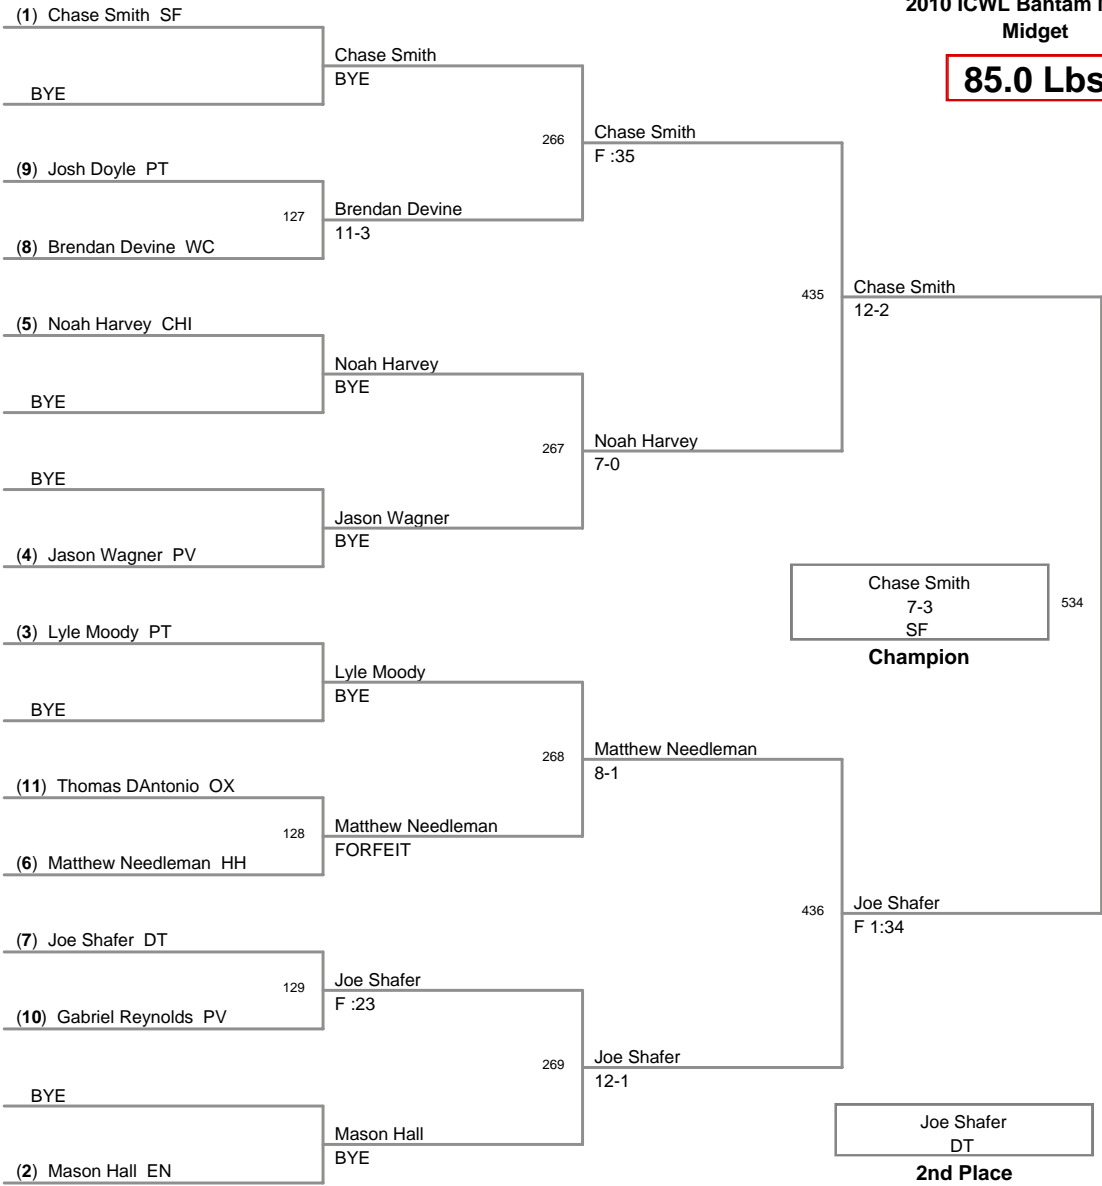 2010 ICWL Bantam
Midget
85.0 Lbs
(1) Chase Smith SF
BYE
(9) Josh Doyle PT
127
(8) Brendan Devine WC
(5) Noah Harvey CHI
BYE
BYE
(4) Jason Wagner PV
(3) Lyle Moody PT
BYE
(11) Thomas DAntonio OX
128
(6) Matthew Needleman HH
(7) Joe Shafer DT
129
(10) Gabriel Reynolds PV
BYE
(2) Mason Hall EN
Chase Smith
BYE
266
Brendan Devine
11-3
Noah Harvey
BYE
267
Jason Wagner
BYE
Lyle Moody
BYE
268
Matthew Needleman
FORFEIT
Joe Shafer
F :23
269
Mason Hall
BYE
Chase Smith
F :35
435
Noah Harvey
7-0
Matthew Needleman
8-1
436
Joe Shafer
12-1
Chase Smith
12-2
534
Joe Shafer
F 1:34
Chase Smith
7-3
SF
Champion
Joe Shafer
DT
2nd Place